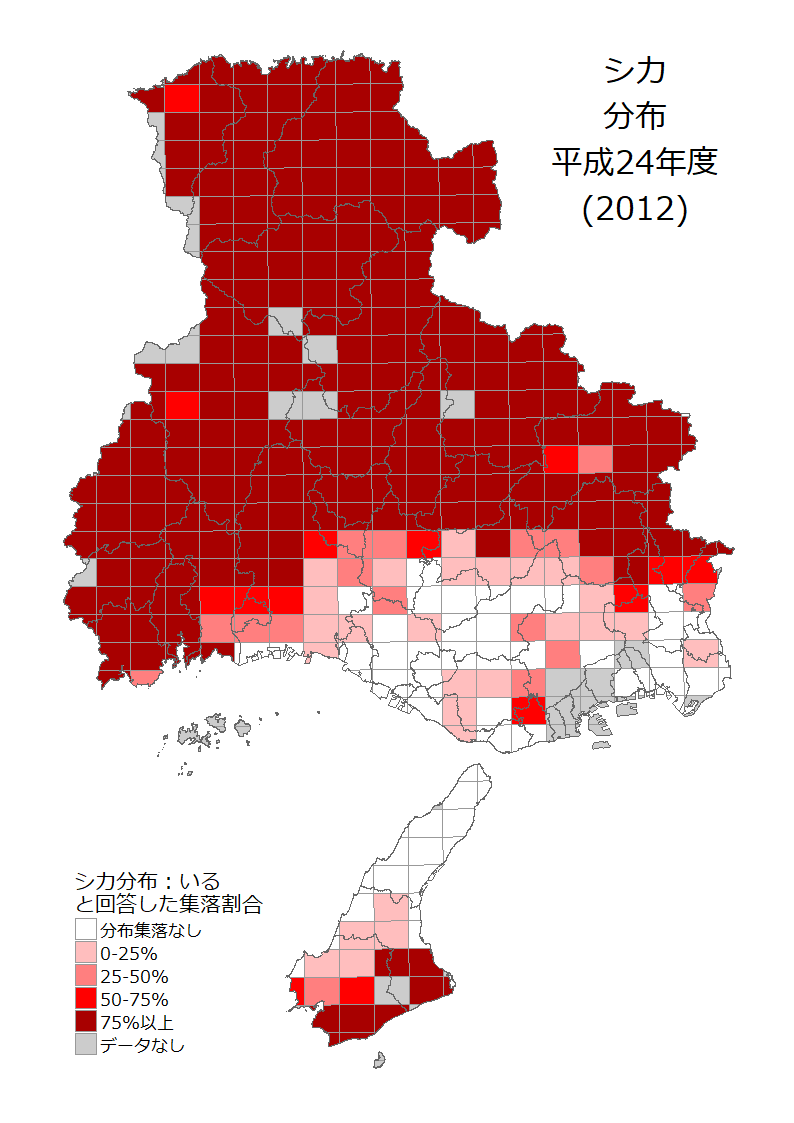 シカ
分布
平成24年度
(2012)
シカ分布：いる
と回答した集落割合
分布集落なし
0-25%
25-50%
50-75%
75%以上
データなし